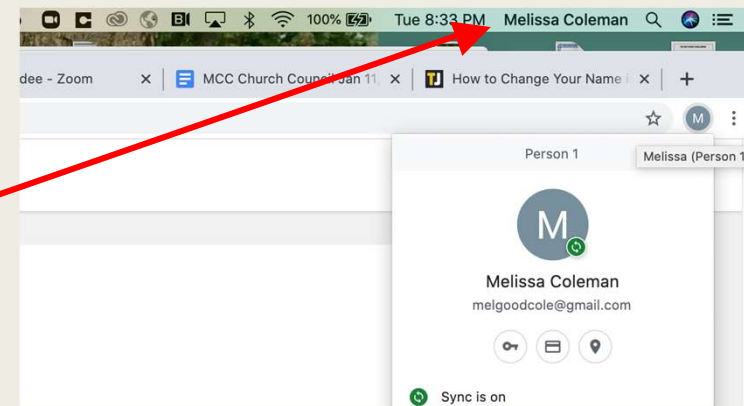 100% Tue 8:33 PM Melissa Coleman
dee - Zoom × MCC Church Council Jan 11, × How to Change Your Name × +
M
Person 1
Melissa (Person 1
M
Melissa Coleman
melgoodcole@gmail.com
Sync is on